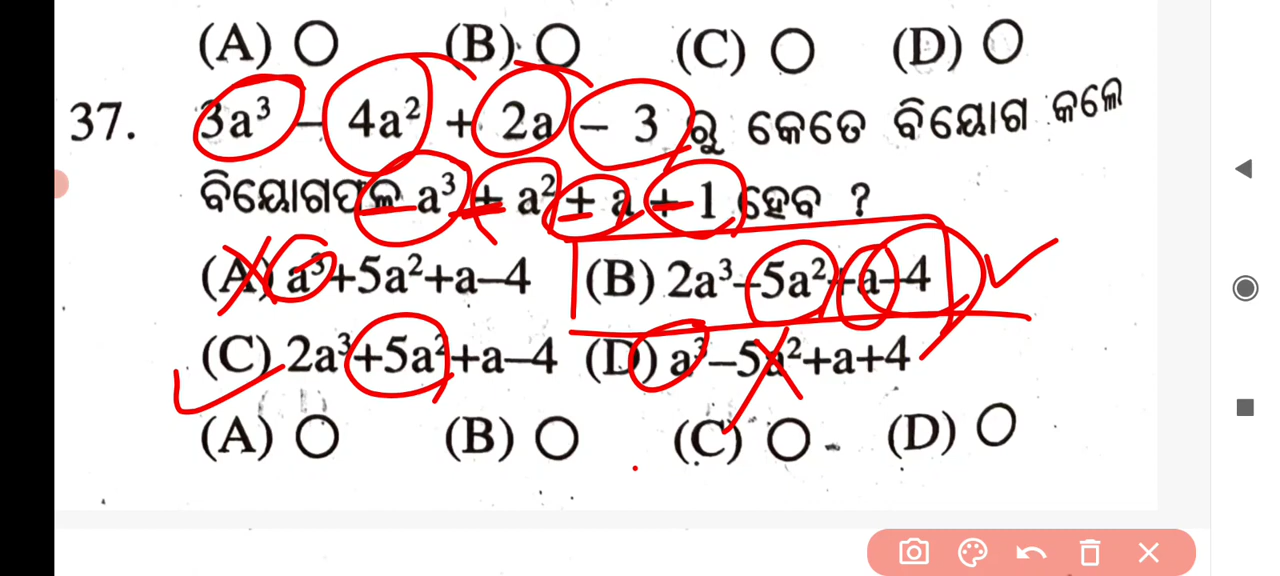 (A) ○ (B) ○ (C) ○ (D) ○
37. 3a³ – 4a² + 2a – 3 ରୁ କେତେ ବିୟୋଗ କଲେ
ବିୟୋଗଫଳ a³ + a² + a + 1 ହେବ ?
(A) a³+5a²+a–4 (B) 2a³–5a²+a–4
(C) 2a³+5a²+a–4 (D) a³–5a²+a+4
(A) ○ (B) ○ (C) ○ (D) ○